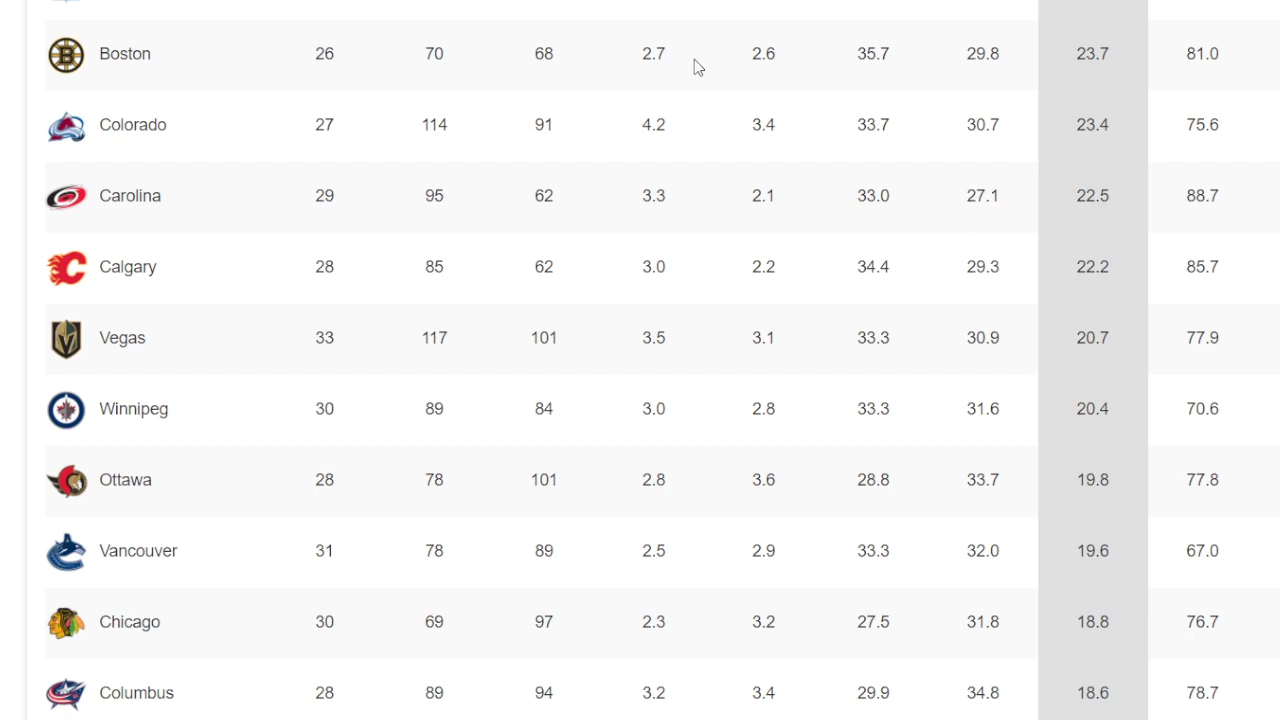 Boston 26 70 68 2.7 2.6 35.7 29.8 23.7 81.0
Colorado 27 114 91 4.2 3.4 33.7 30.7 23.4 75.6
Carolina 29 95 62 3.3 2.1 33.0 27.1 22.5 88.7
Calgary 28 85 62 3.0 2.2 34.4 29.3 22.2 85.7
Vegas 33 117 101 3.5 3.1 33.3 30.9 20.7 77.9
Winnipeg 30 89 84 3.0 2.8 33.3 31.6 20.4 70.6
Ottawa 28 78 101 2.8 3.6 28.8 33.7 19.8 77.8
Vancouver 31 78 89 2.5 2.9 33.3 32.0 19.6 67.0
Chicago 30 69 97 2.3 3.2 27.5 31.8 18.8 76.7
Columbus 28 89 94 3.2 3.4 29.9 34.8 18.6 78.7